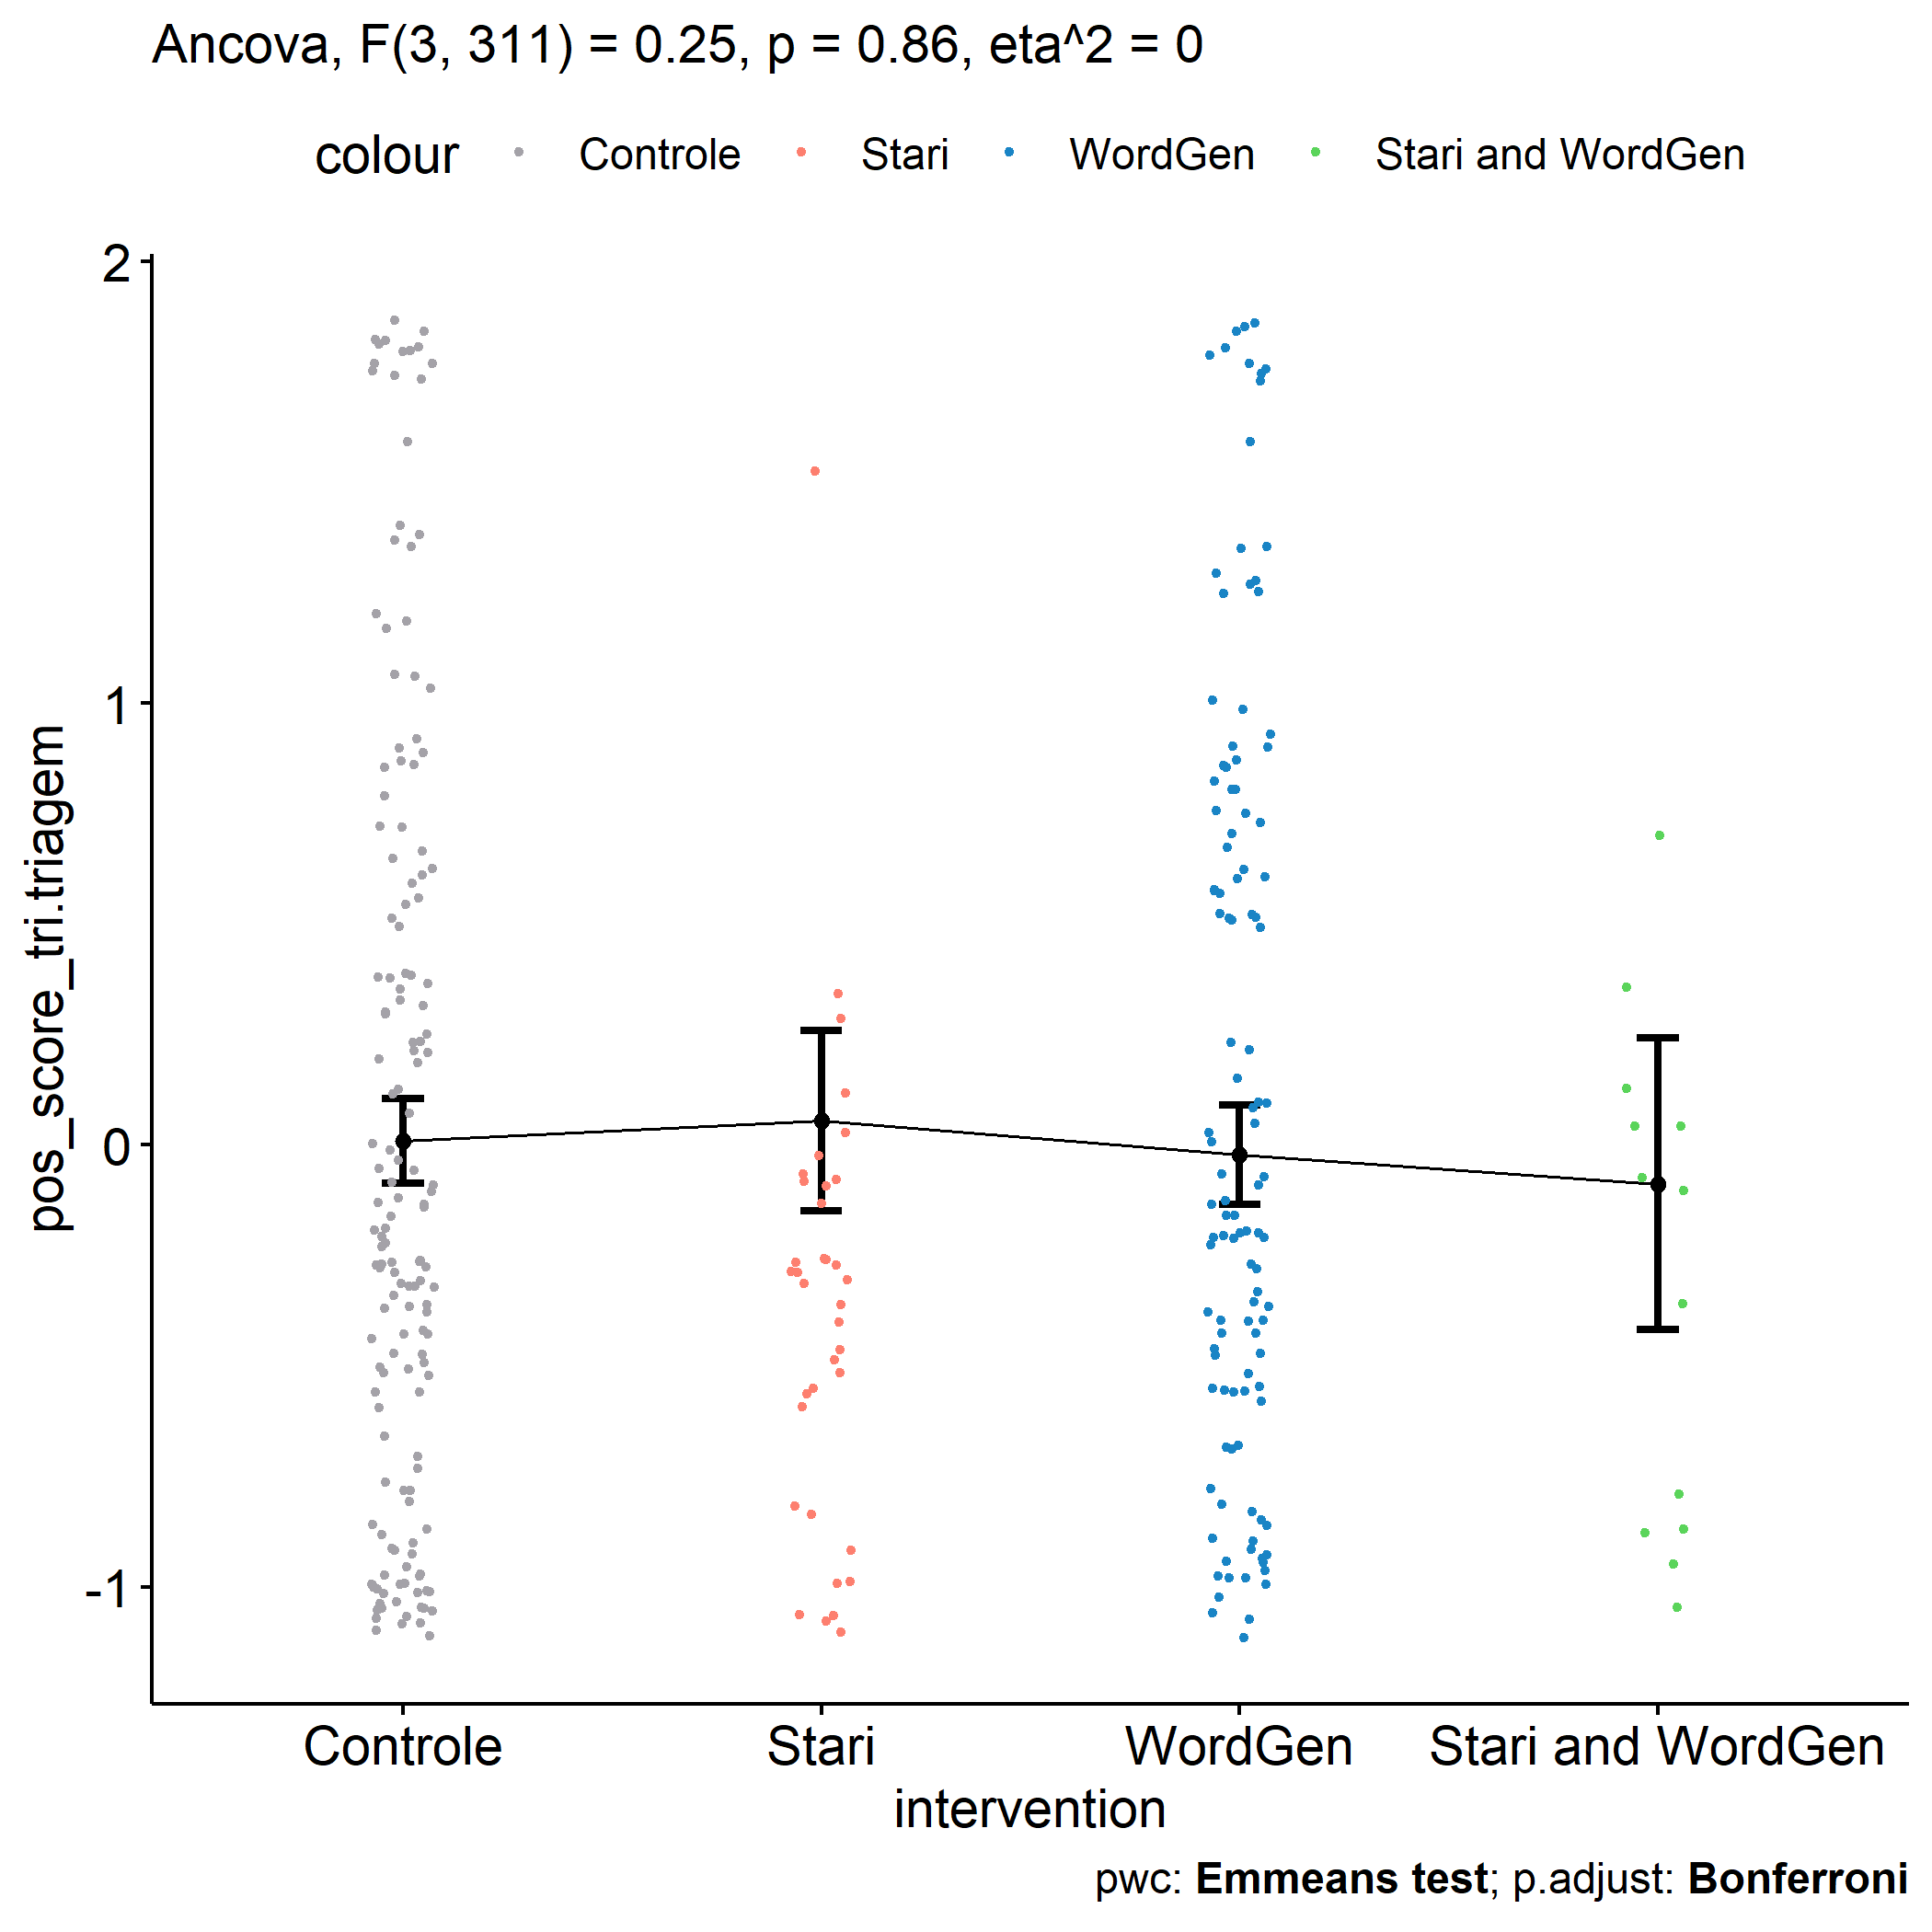 Ancova, F(3, 311) = 0.25, p = 0.86, eta^2 = 0
colour Controle Stari WordGen Stari and WordGen
2
1
0
-1
pos_score_tri.triagem
Controle Stari WordGen Stari and WordGen
intervention
pwc: Emmeans test; p.adjust: Bonferroni